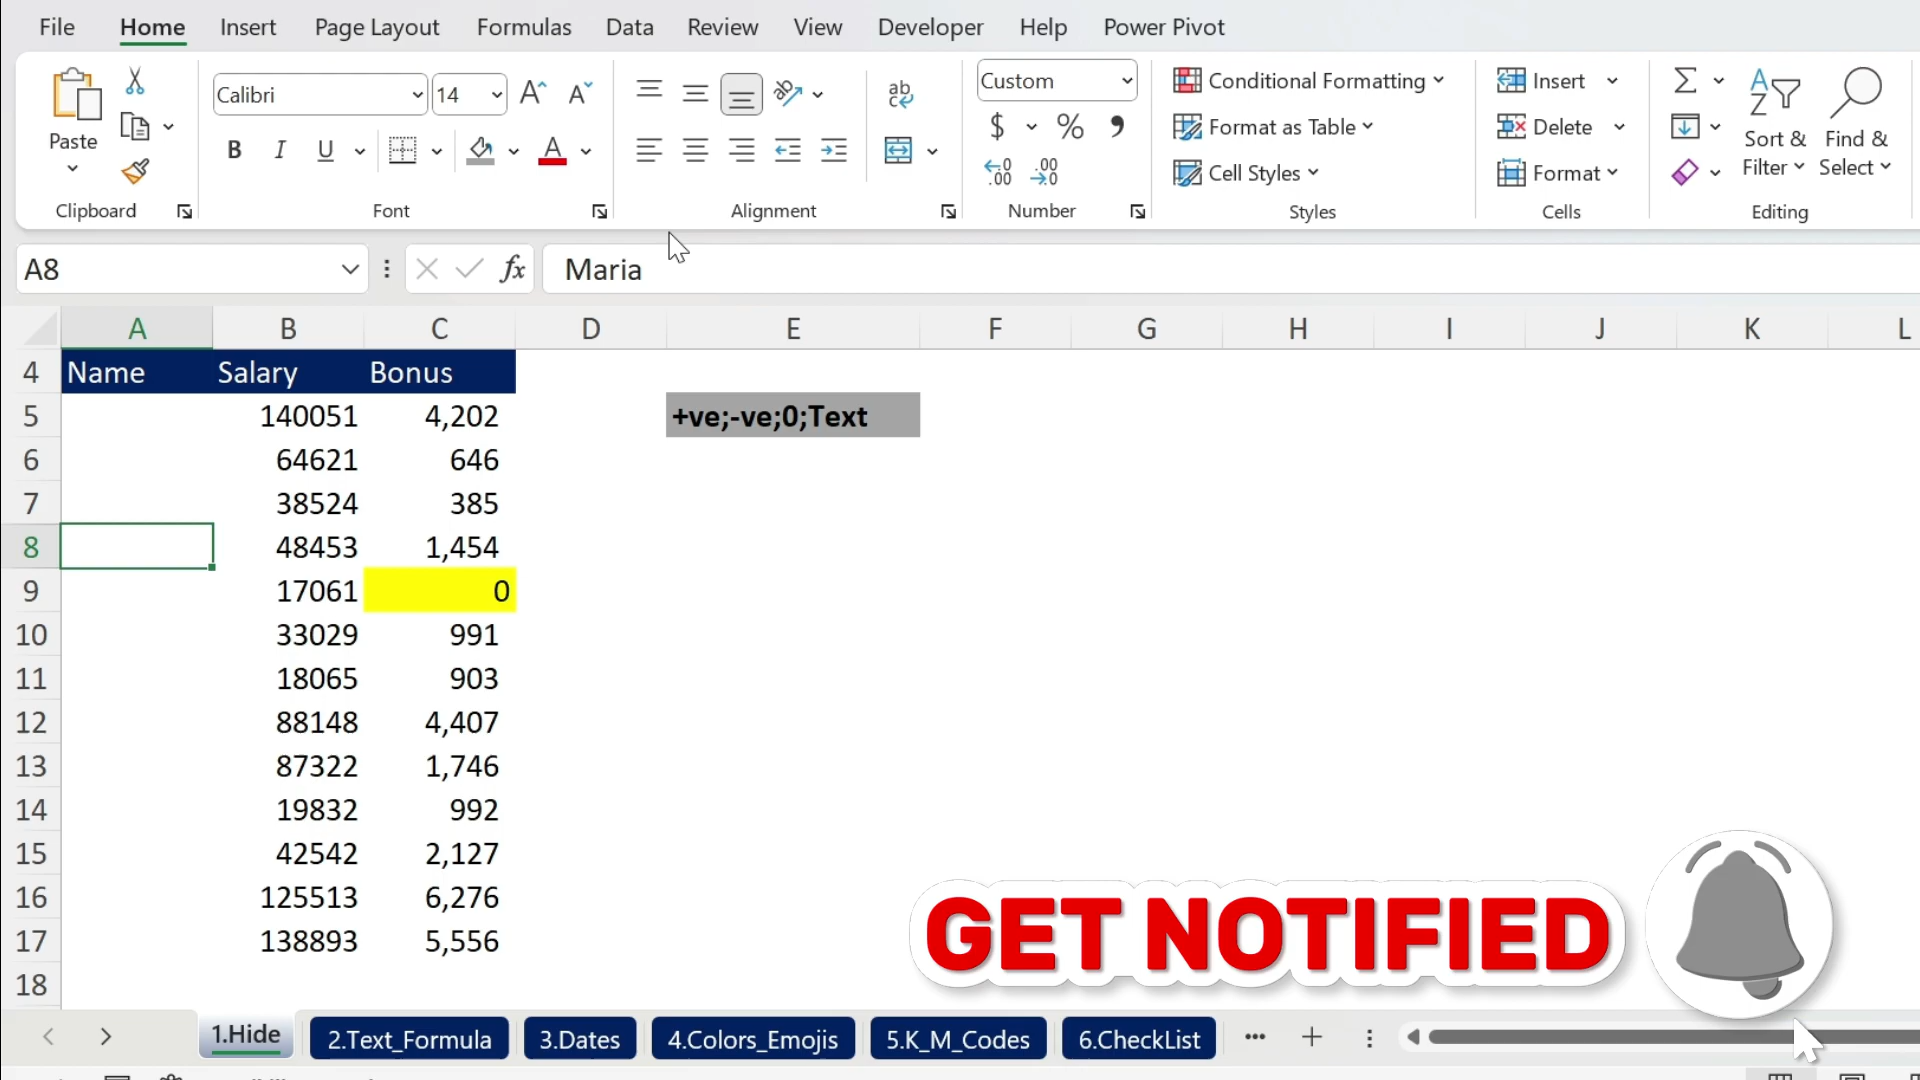 File Home Insert Page Layout Formulas Data Review View Developer Help Power Pivot
Calibri 14 Custom Conditional Formatting Insert
Paste B I U $ % Format as Table Delete Sort & Filter Find & Select
Cell Styles Format
Clipboard Font Alignment Number Styles Cells Editing
A8 fx Maria
A B C D E F G H I J K L
4 Name Salary Bonus
5 140051 4,202 +ve;-ve;0;Text
6 64621 646
7 38524 385
8 48453 1,454
9 17061 0
10 33029 991
11 18065 903
12 88148 4,407
13 87322 1,746
14 19832 992
15 42542 2,127
16 125513 6,276
17 138893 5,556
18
GET NOTIFIED
1.Hide 2.Text_Formula 3.Dates 4.Colors_Emojis 5.K_M_Codes 6.CheckList